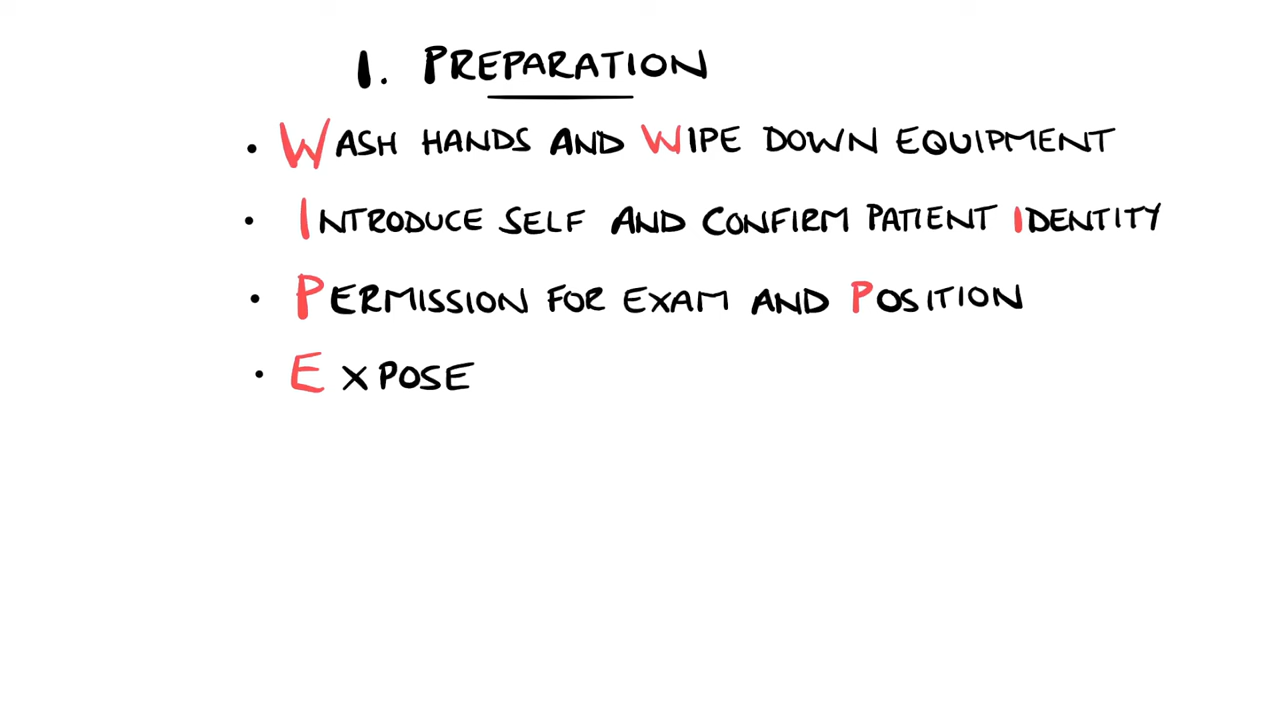 1. PREPARATION
• WASH HANDS AND WIPE DOWN EQUIPMENT
• INTRODUCE SELF AND CONFIRM PATIENT IDENTITY
• PERMISSION FOR EXAM AND POSITION
• EXPOSE